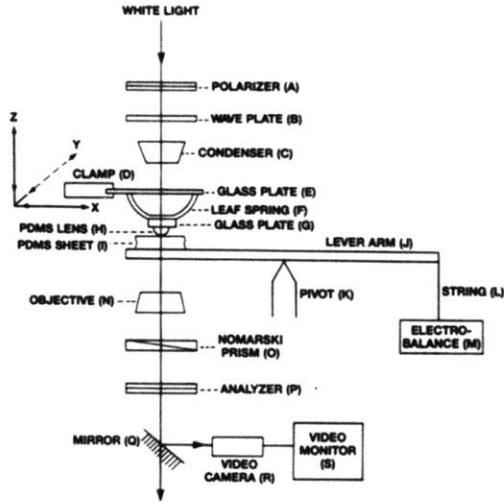 WHITE LIGHT
POLARIZER (A)
WAVE PLATE (B)
Z
Y
CONDENSER (C)
CLAMP (D)
GLASS PLATE (E)
X
LEAF SPRING (F)
GLASS PLATE (G)
PDMS LENS (H)
PDMS SHEET (I)
LEVER ARM (J)
OBJECTIVE (N)
PIVOT (K)
STRING (L)
ELECTRO-
BALANCE (M)
NOMARSKI
PRISM (O)
ANALYZER (P)
MIRROR (Q)
VIDEO
CAMERA (R)
VIDEO
MONITOR
(S)